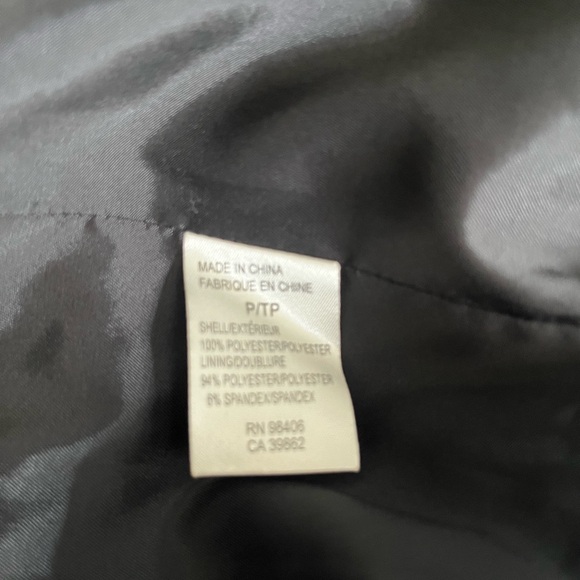 MADE IN CHINA
FABRIQUE EN CHINE
P/TP
SHELL/EXTÉRIEUR
100% POLYESTER/POLYESTER
LINING/DOUBLURE
94% POLYESTER/POLYESTER
6% SPANDEX/SPANDEX
RN 98406
CA 39862